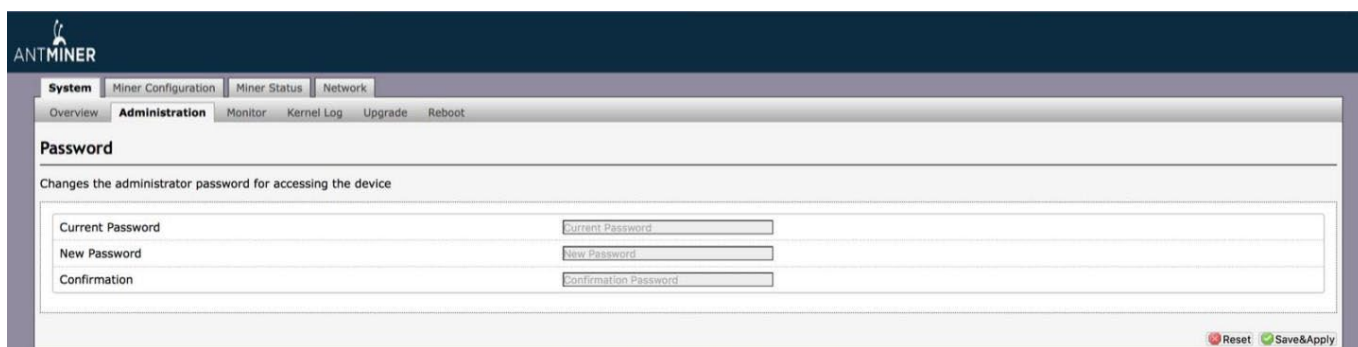 ANTMINER
System Miner Configuration Miner Status Network
Overview Administration Monitor Kernel Log Upgrade Reboot
Password
Changes the administrator password for accessing the device
Current Password Current Password
New Password New Password
Confirmation Confirmation Password
Reset Save&Apply